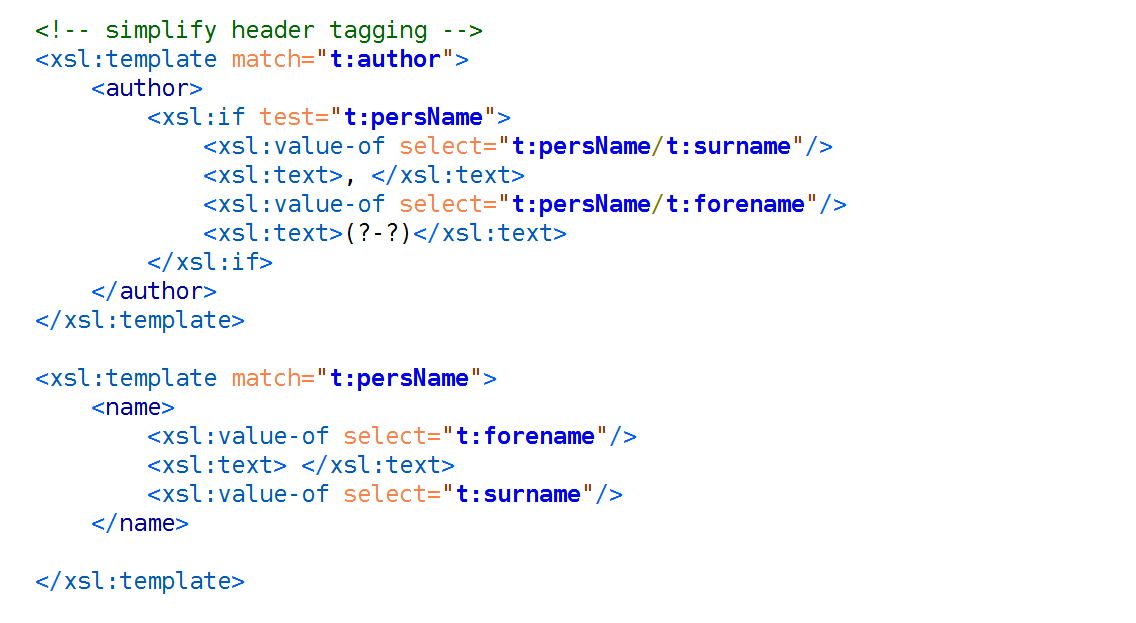 <!-- simplify header tagging -->
<xsl:template match="t:author">
    <author>
        <xsl:if test="t:persName">
            <xsl:value-of select="t:persName/t:surname"/>
            <xsl:text>, </xsl:text>
            <xsl:value-of select="t:persName/t:forename"/>
            <xsl:text>(?-?)</xsl:text>
        </xsl:if>
    </author>
</xsl:template>

<xsl:template match="t:persName">
    <name>
        <xsl:value-of select="t:forename"/>
        <xsl:text> </xsl:text>
        <xsl:value-of select="t:surname"/>
    </name>

</xsl:template>